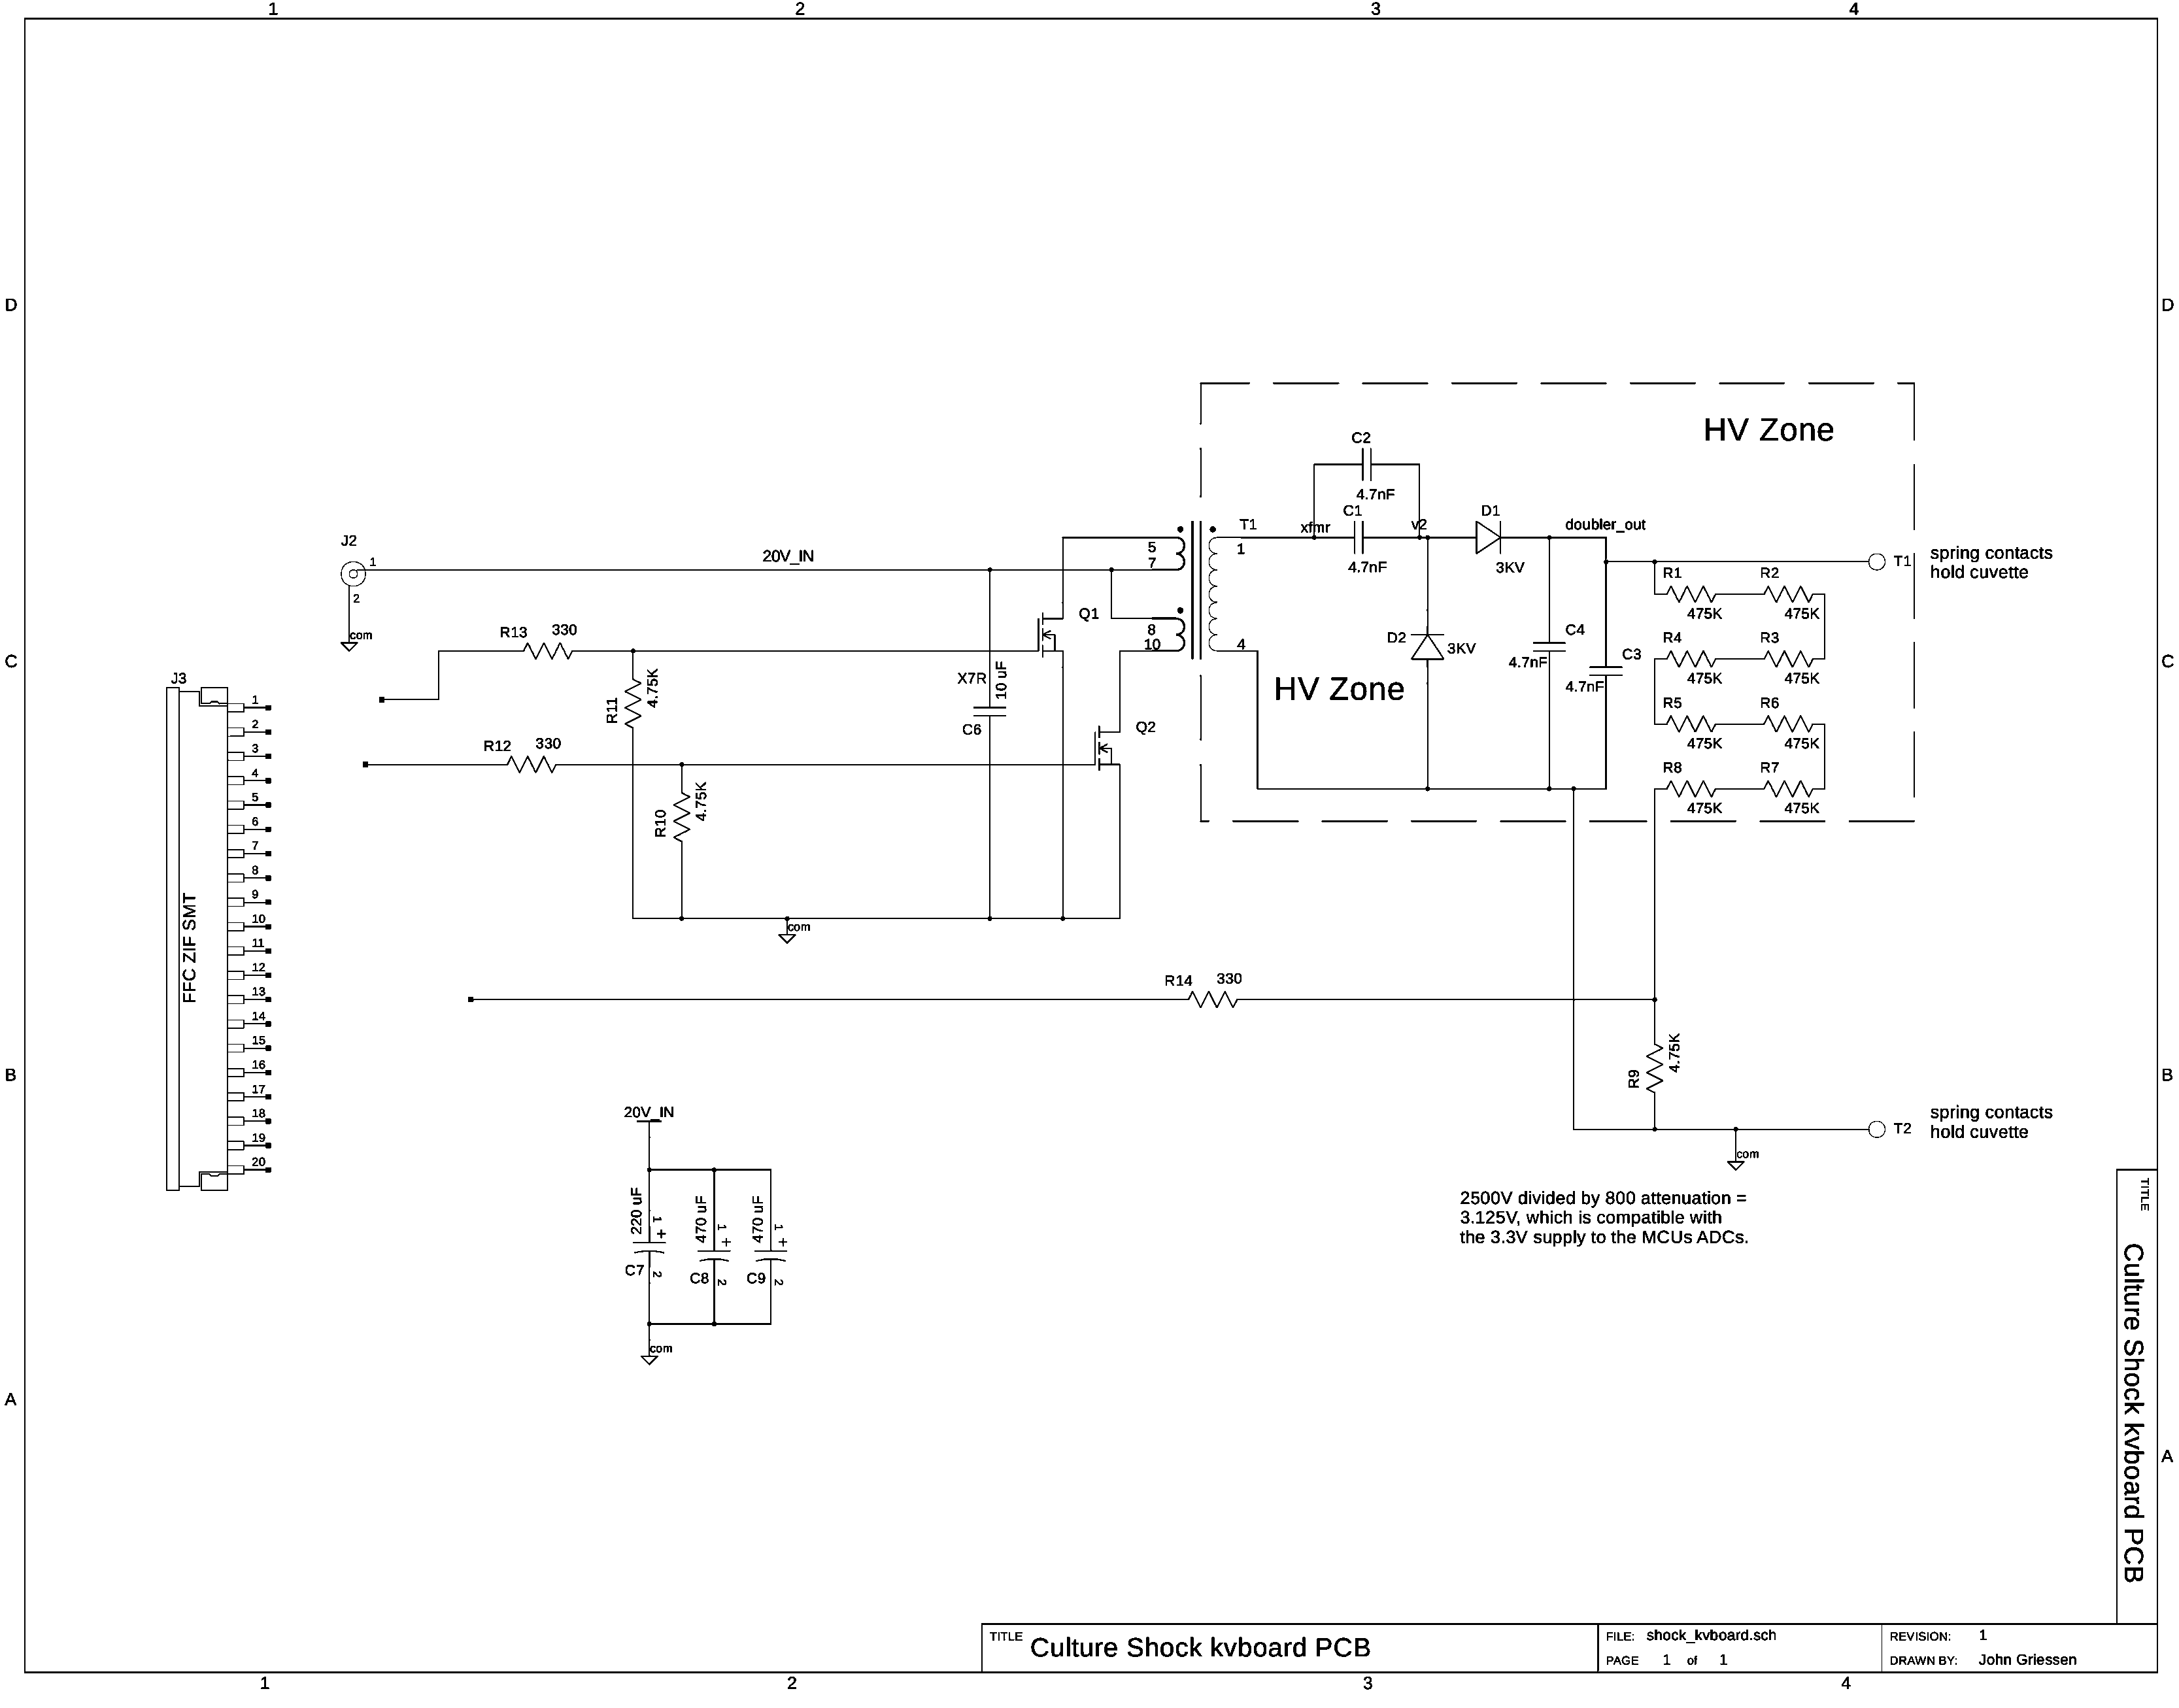 1 2 3 4
D D
HV Zone
C2
4.7nF
C1
xfmr
v2
4.7nF
D1
3KV
doubler_out
T1
1
4
5
7
8
10
J2
1
2
com
20V_IN
T1
spring contacts
hold cuvette
R1 R2
475K 475K
R4 R3
475K 475K
R5 R6
475K 475K
R8 R7
475K 475K
Q1
R13 330
C4
4.7nF
C3
4.7nF
D2
3KV
HV Zone
C C
X7R
10 uF
C6
R11
4.75K
Q2
R12 330
R10
4.75K
com
J3
FFC ZIF SMT
1
2
3
4
5
6
7
8
9
10
11
12
13
14
15
16
17
18
19
20
R14 330
R9
4.75K
B B
T2
spring contacts
hold cuvette
com
20V_IN
220 uF
1
+
C7
2
470 uF
1
+
C8
2
470 uF
1
+
C9
2
com
2500V divided by 800 attenuation =
3.125V, which is compatible with
the 3.3V supply to the MCUs ADCs.
A A
TITLE
Culture Shock kvboard PCB
TITLE Culture Shock kvboard PCB
FILE: shock_kvboard.sch
PAGE 1 of 1
REVISION: 1
DRAWN BY: John Griessen
1 2 3 4